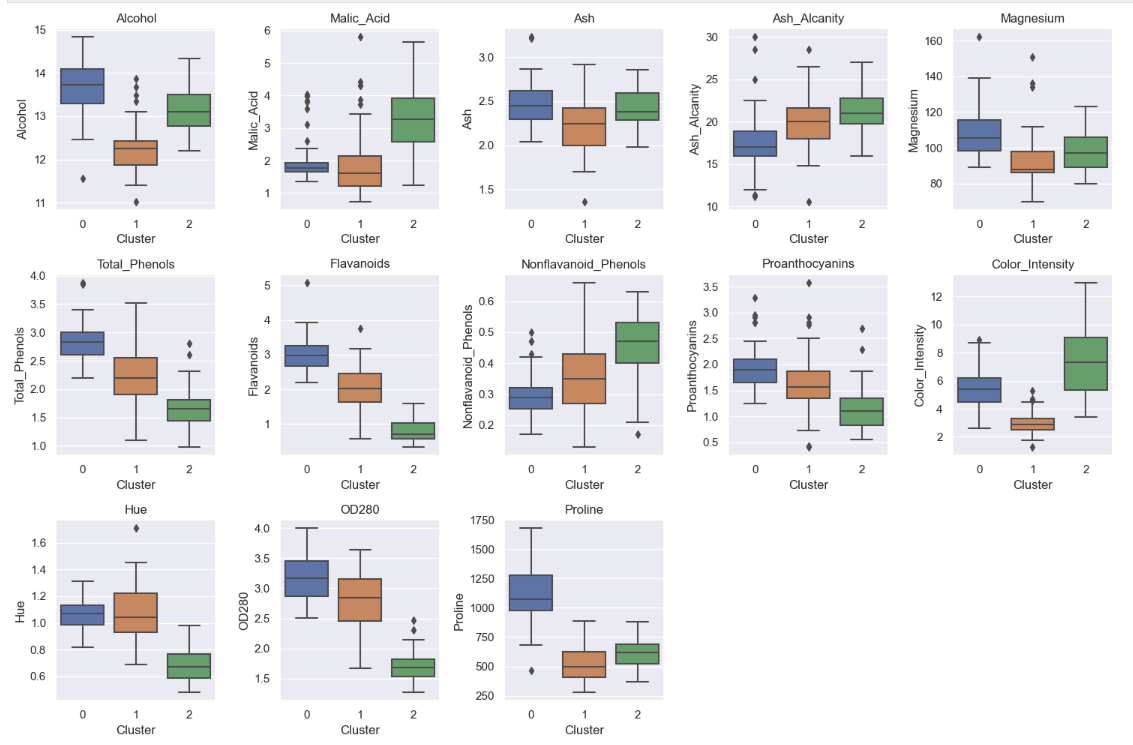 Alcohol
Malic_Acid
Ash
Ash_Alcanity
Magnesium
15
14
13
12
11
Alcohol
0 1 2
Cluster
6
5
4
3
2
1
Malic_Acid
0 1 2
Cluster
3.0
2.5
2.0
1.5
Ash
0 1 2
Cluster
30
25
20
15
10
Ash_Alcanity
0 1 2
Cluster
160
140
120
100
80
Magnesium
0 1 2
Cluster
Total_Phenols
Flavanoids
Nonflavanoid_Phenols
Proanthocyanins
Color_Intensity
4.0
3.5
3.0
2.5
2.0
1.5
1.0
Total_Phenols
0 1 2
Cluster
5
4
3
2
1
Flavanoids
0 1 2
Cluster
0.6
0.5
0.4
0.3
0.2
Nonflavanoid_Phenols
0 1 2
Cluster
3.5
3.0
2.5
2.0
1.5
1.0
0.5
Proanthocyanins
0 1 2
Cluster
12
10
8
6
4
2
Color_Intensity
0 1 2
Cluster
Hue
OD280
Proline
1.6
1.4
1.2
1.0
0.8
0.6
Hue
0 1 2
Cluster
4.0
3.5
3.0
2.5
2.0
1.5
OD280
0 1 2
Cluster
1750
1500
1250
1000
750
500
250
Proline
0 1 2
Cluster